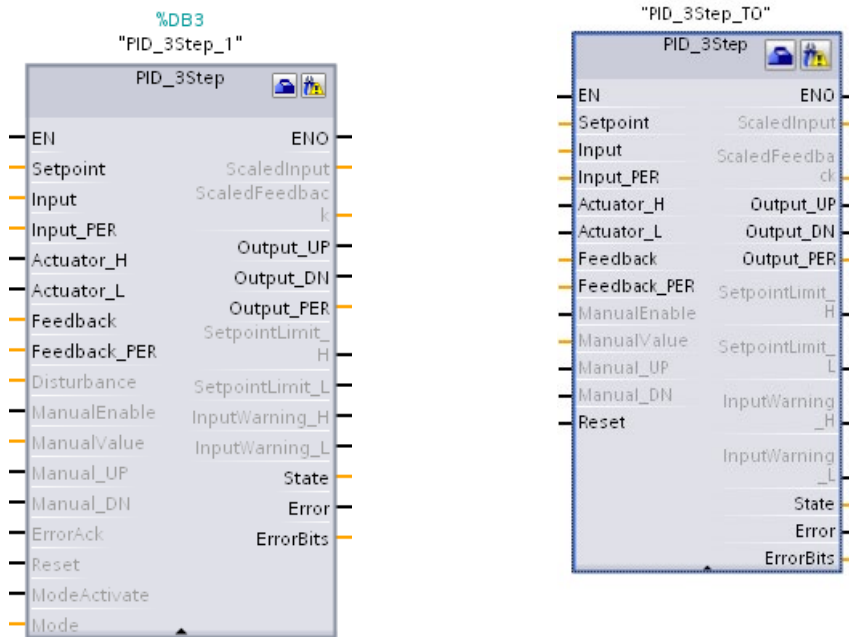 %DB3
"PID_3Step_1"
PID_3Step
EN
Setpoint
Input
Input_PER
Actuator_H
Actuator_L
Feedback
Feedback_PER
Disturbance
ManualEnable
ManualValue
Manual_UP
Manual_DN
ErrorAck
Reset
ModeActivate
Mode
ENO
ScaledInput
ScaledFeedbac
k
Output_UP
Output_DN
Output_PER
SetpointLimit_
H
SetpointLimit_L
InputWarning_H
InputWarning_L
State
Error
ErrorBits
"PID_3Step_TO"
PID_3Step
EN
Setpoint
Input
Input_PER
Actuator_H
Actuator_L
Feedback
Feedback_PER
ManualEnable
ManualValue
Manual_UP
Manual_DN
Reset
ENO
ScaledInput
ScaledFeedba
ck
Output_UP
Output_DN
Output_PER
SetpointLimit_
H
SetpointLimit_
L
InputWarning
_H
InputWarning
_L
State
Error
ErrorBits